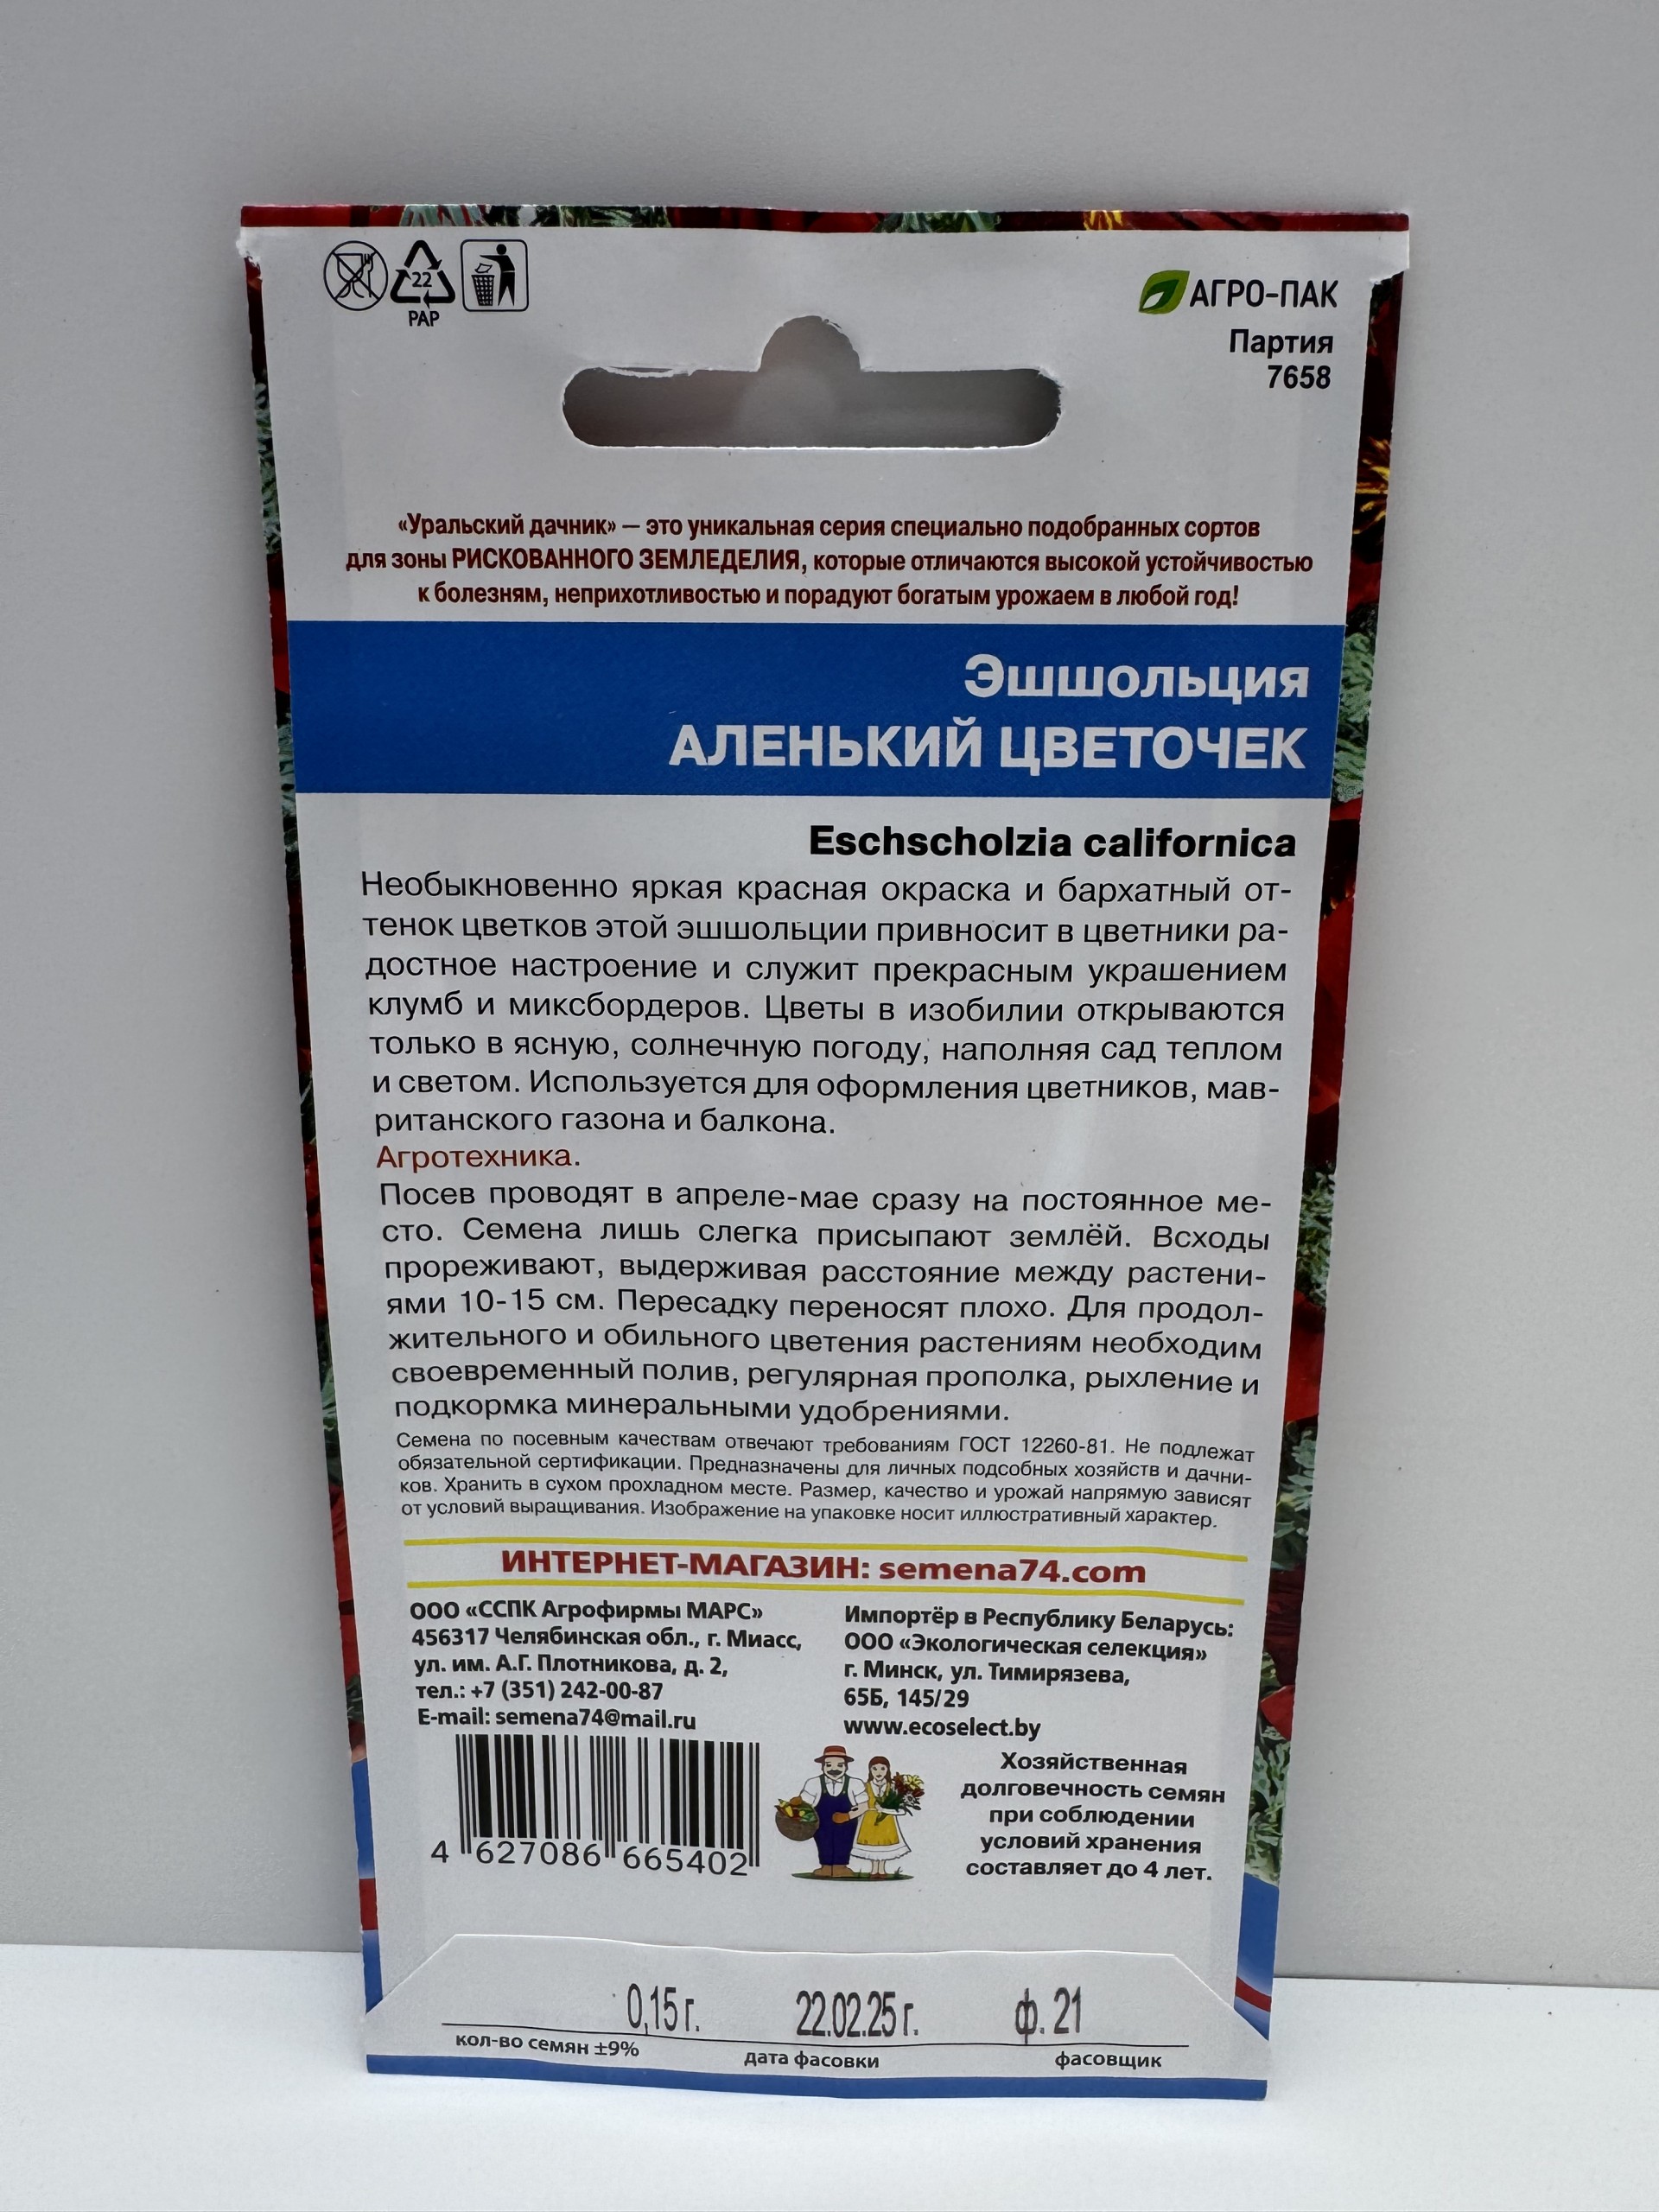 22
PAP
АГРО-ПАК
Партия
7658
«Уральский дачник» — это уникальная серия специально подобранных сортов
для зоны РИСКОВАННОГО ЗЕМЛЕДЕЛИЯ, которые отличаются высокой устойчивостью
к болезням, неприхотливостью и порадуют богатым урожаем в любой год!
Эшшольция
АЛЕНЬКИЙ ЦВЕТОЧЕК
Eschscholzia californica
Необыкновенно яркая красная окраска и бархатный от-
тенок цветков этой эшшольции привносит в цветники ра-
достное настроение и служит прекрасным украшением
клумб и миксбордеров. Цветы в изобилии открываются
только в ясную, солнечную погоду, наполняя сад теплом
и светом. Используется для оформления цветников, мав-
ританского газона и балкона.
Агротехника.
Посев проводят в апреле-мае сразу на постоянное ме-
сто. Семена лишь слегка присыпают землёй. Всходы
прореживают, выдерживая расстояние между растени-
ями 10-15 см. Пересадку переносят плохо. Для продол-
жительного и обильного цветения растениям необходим
своевременный полив, регулярная прополка, рыхление и
подкормка минеральными удобрениями.
Семена по посевным качествам отвечают требованиям ГОСТ 12260-81. Не подлежат
обязательной сертификации. Предназначены для личных подсобных хозяйств и дачни-
ков. Хранить в сухом прохладном месте. Размер, качество и урожай напрямую зависят
от условий выращивания. Изображение на упаковке носит иллюстративный характер.
ИНТЕРНЕТ-МАГАЗИН: semena74.com
ООО «ССПК Агрофирмы МАРС»
456317 Челябинская обл., г. Миасс,
ул. им. А.Г. Плотникова, д. 2,
тел.: +7 (351) 242-00-87
E-mail: semena74@mail.ru
Импортёр в Республику Беларусь:
ООО «Экологическая селекция»
г. Минск, ул. Тимирязева,
65Б, 145/29
www.ecoselect.by
4 627086 665402
Хозяйственная
долговечность семян
при соблюдении
условий хранения
составляет до 4 лет.
0,15 г. 22.02.25 г. ф. 21
кол-во семян ±9% дата фасовки фасовщик